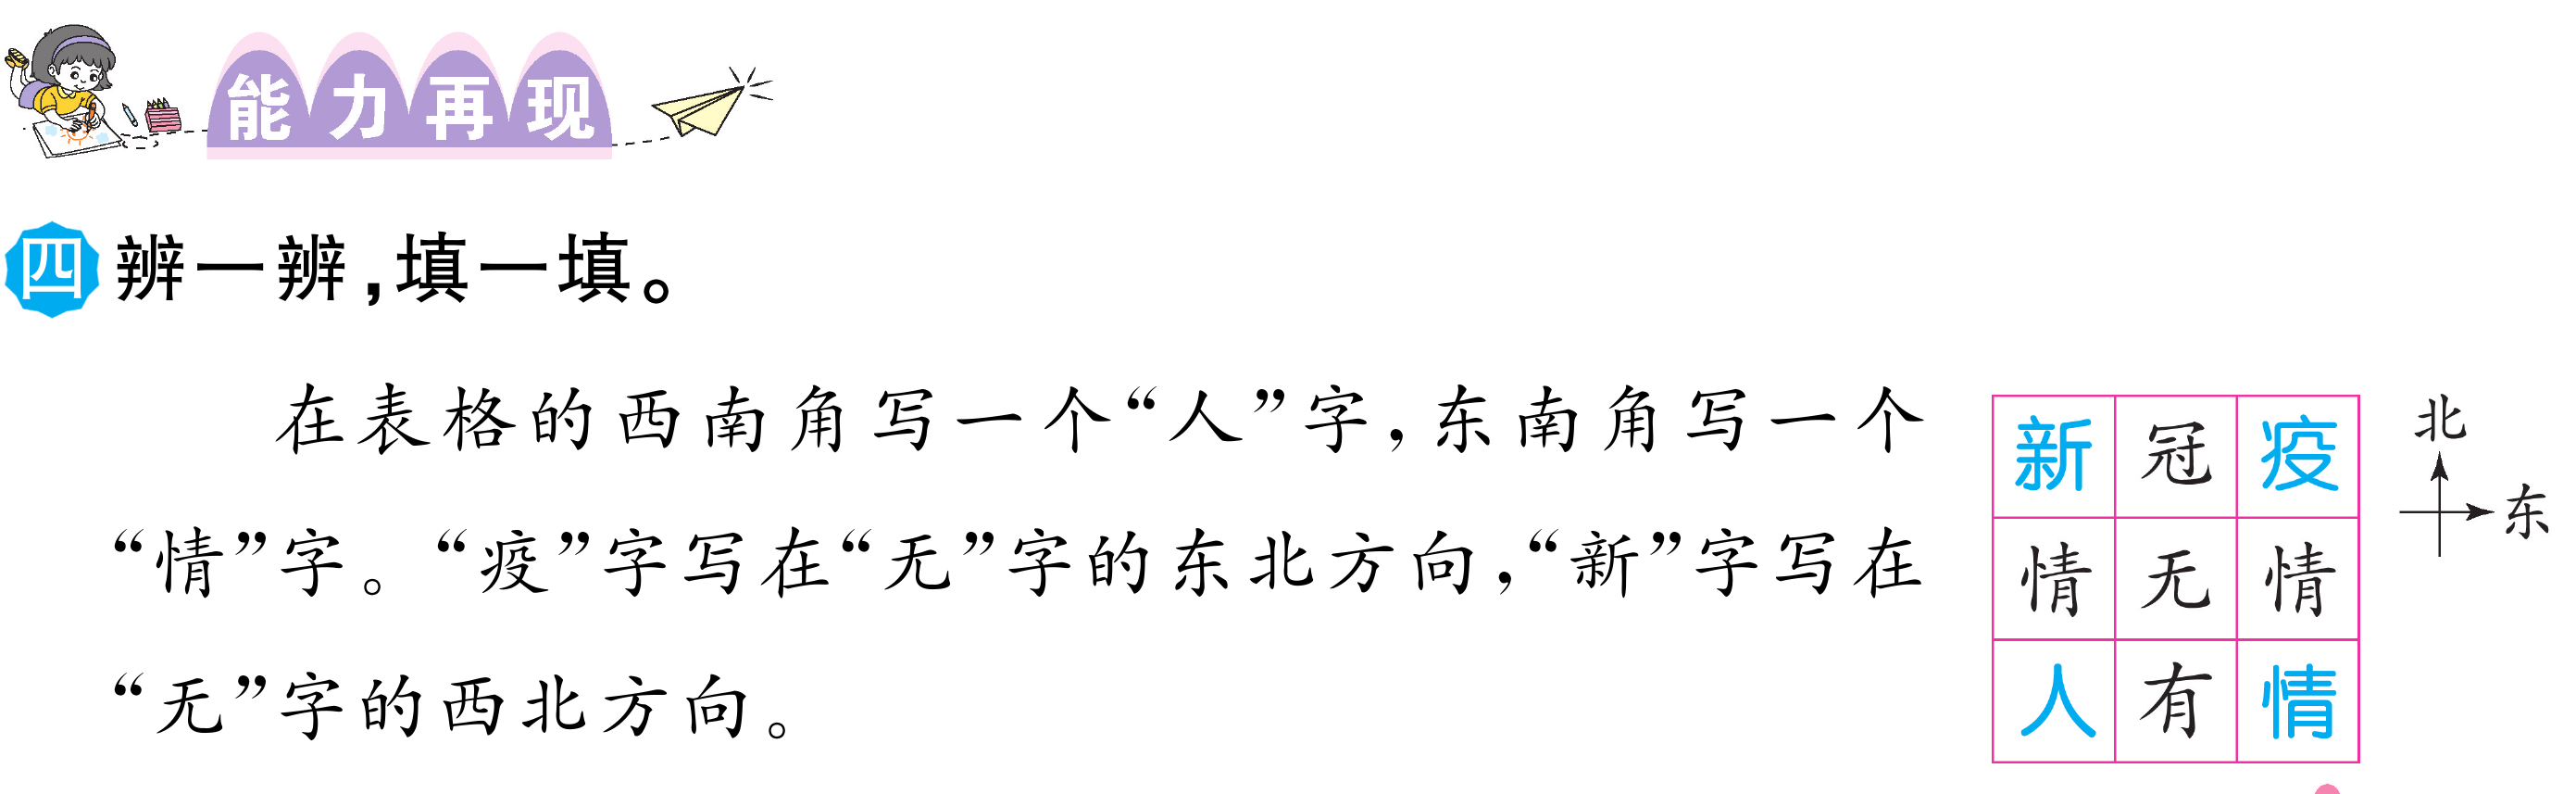 能力再现
四 辨一辨,填一填。
在表格的西南角写一个“人”字,东南角写一个
“情”字。“疫”字写在“无”字的东北方向,“新”字写在
“无”字的西北方向。
新 冠 疫
情 无 情
人 有 情
北
东